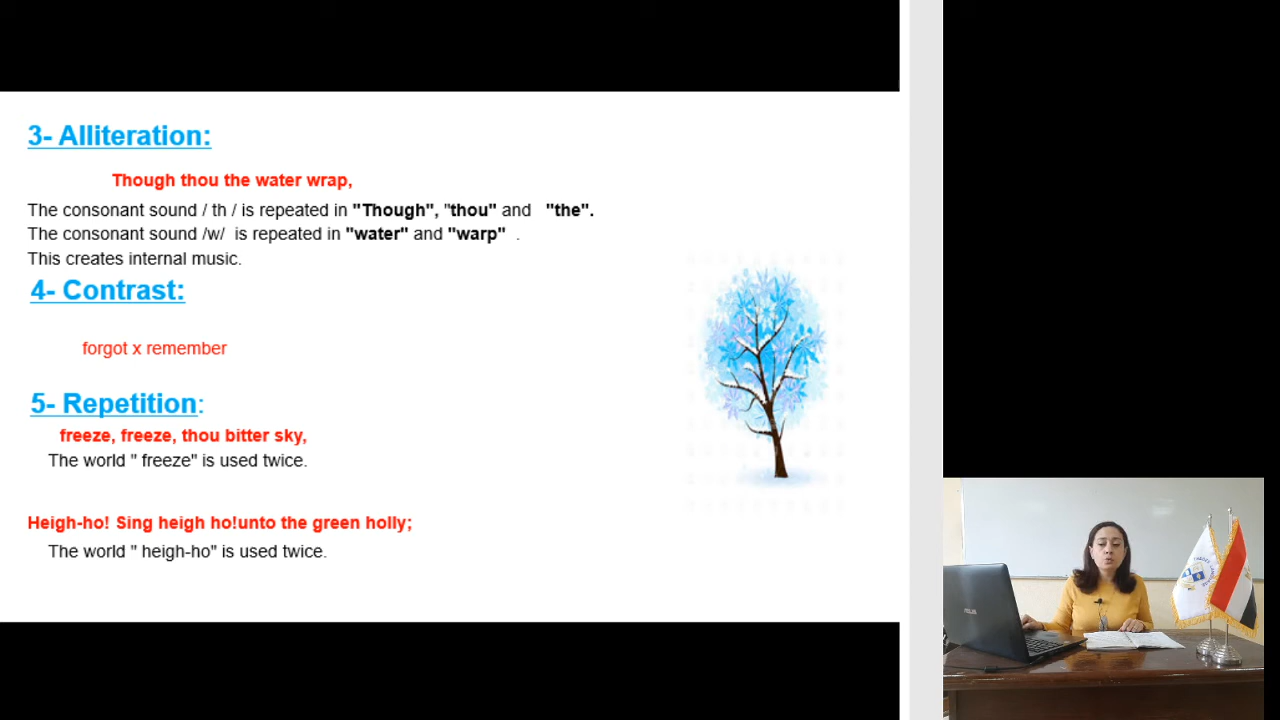 3- Alliteration:
Though thou the water wrap,
The consonant sound / th / is repeated in "Though", "thou" and "the".
The consonant sound /w/ is repeated in "water" and "warp" .
This creates internal music.
4- Contrast:
forgot x remember
5- Repetition:
freeze, freeze, thou bitter sky,
The world " freeze" is used twice.
Heigh-ho! Sing heigh ho!unto the green holly;
The world " heigh-ho" is used twice.
ASUS